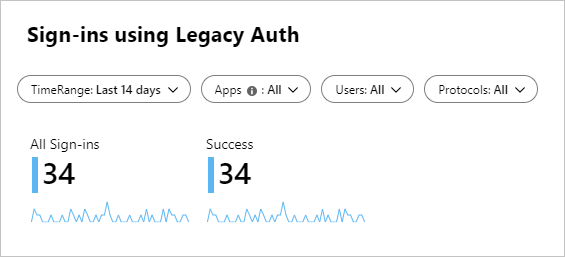 Sign-ins using Legacy Auth
TimeRange: Last 14 days
Apps : All
Users: All
Protocols: All
All Sign-ins
34
Success
34